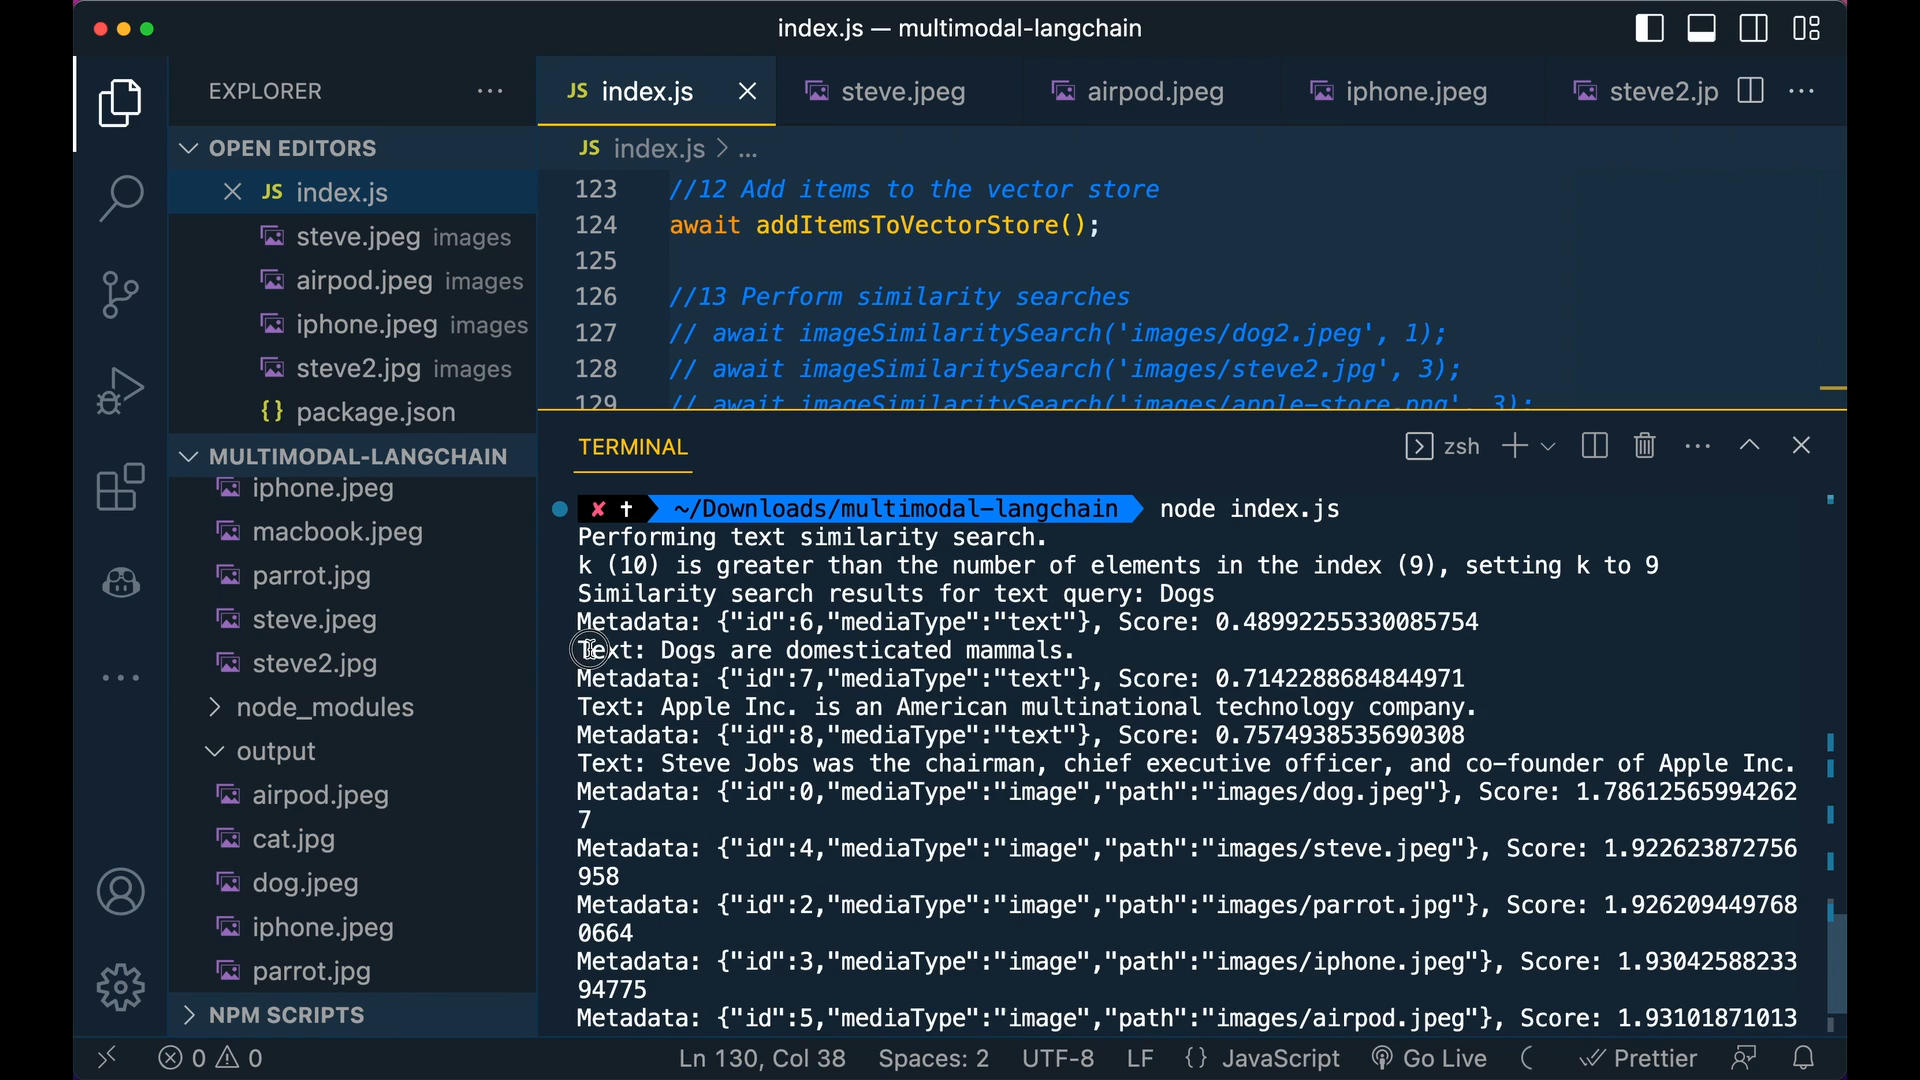 index.js — multimodal-langchain
EXPLORER
JS index.js
steve.jpeg
airpod.jpeg
iphone.jpeg
steve2.jp
OPEN EDITORS
JS index.js
steve.jpeg images
airpod.jpeg images
iphone.jpeg images
steve2.jpg images
{} package.json
MULTIMODAL-LANGCHAIN
iphone.jpeg
macbook.jpeg
parrot.jpg
steve.jpeg
steve2.jpg
node_modules
output
airpod.jpeg
cat.jpg
dog.jpeg
iphone.jpeg
parrot.jpg
NPM SCRIPTS
JS index.js > ...
123 //12 Add items to the vector store
124 await addItemsToVectorStore();
125
126 //13 Perform similarity searches
127 // await imageSimilaritySearch('images/dog2.jpeg', 1);
128 // await imageSimilaritySearch('images/steve2.jpg', 3);
129 // await imageSimilaritySearch('images/apple-store.png', 3);
TERMINAL
zsh
~/Downloads/multimodal-langchain node index.js
Performing text similarity search.
k (10) is greater than the number of elements in the index (9), setting k to 9
Similarity search results for text query: Dogs
Metadata: {"id":6,"mediaType":"text"}, Score: 0.48992255330085754
Text: Dogs are domesticated mammals.
Metadata: {"id":7,"mediaType":"text"}, Score: 0.7142288684844971
Text: Apple Inc. is an American multinational technology company.
Metadata: {"id":8,"mediaType":"text"}, Score: 0.7574938535690308
Text: Steve Jobs was the chairman, chief executive officer, and co-founder of Apple Inc.
Metadata: {"id":0,"mediaType":"image","path":"images/dog.jpeg"}, Score: 1.78612565994262
7
Metadata: {"id":4,"mediaType":"image","path":"images/steve.jpeg"}, Score: 1.922623872756
958
Metadata: {"id":2,"mediaType":"image","path":"images/parrot.jpg"}, Score: 1.926209449768
0664
Metadata: {"id":3,"mediaType":"image","path":"images/iphone.jpeg"}, Score: 1.93042588233
94775
Metadata: {"id":5,"mediaType":"image","path":"images/airpod.jpeg"}, Score: 1.93101871013
0
0
Ln 130, Col 38
Spaces: 2
UTF-8
LF
{} JavaScript
Go Live
Prettier